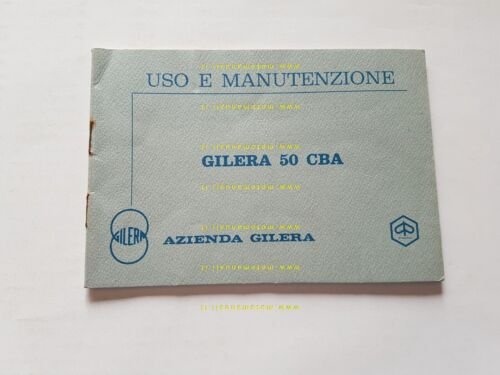 USO E MANUTENZIONE
GILERA 50 CBA
GILERA
AZIENDA GILERA